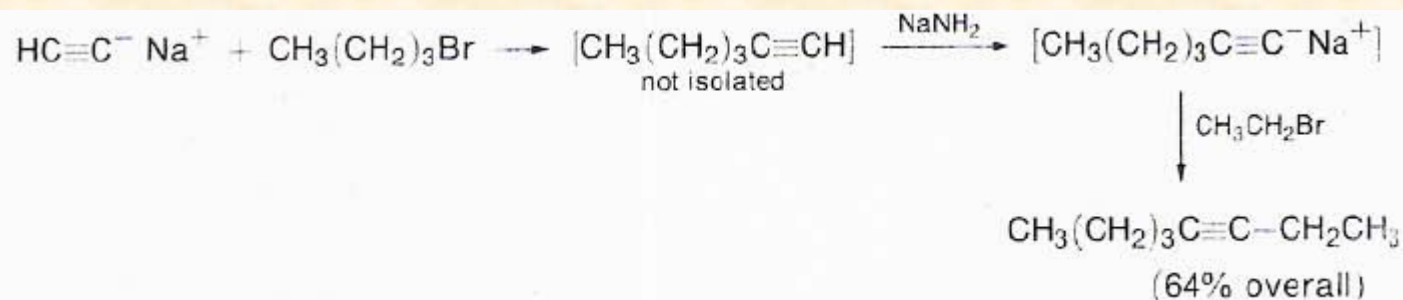 HC≡C⁻ Na⁺ + CH₃(CH₂)₃Br → [CH₃(CH₂)₃C≡CH] NaNH₂ → [CH₃(CH₂)₃C≡C⁻Na⁺]
not isolated
CH₃CH₂Br
CH₃(CH₂)₃C≡C−CH₂CH₃
(64% overall)